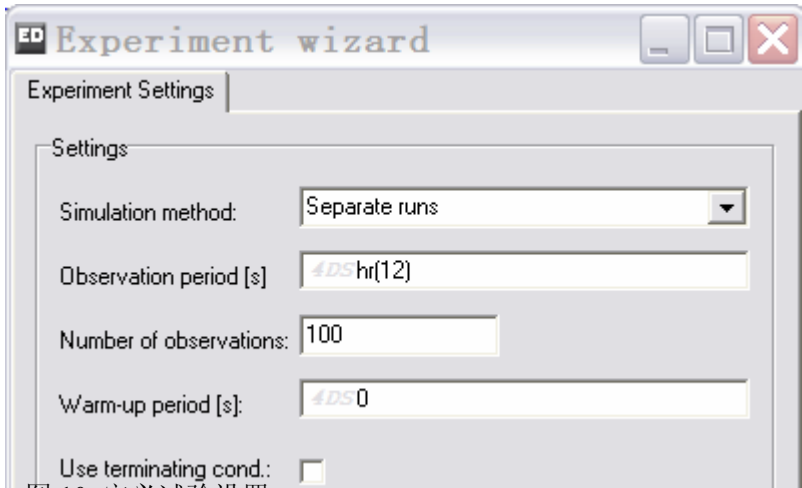 ED Experiment wizard
Experiment Settings
Settings
Simulation method: Separate runs
Observation period [s] 4DS hr(12)
Number of observations: 100
Warm-up period [s]: 4DS 0
Use terminating cond.: